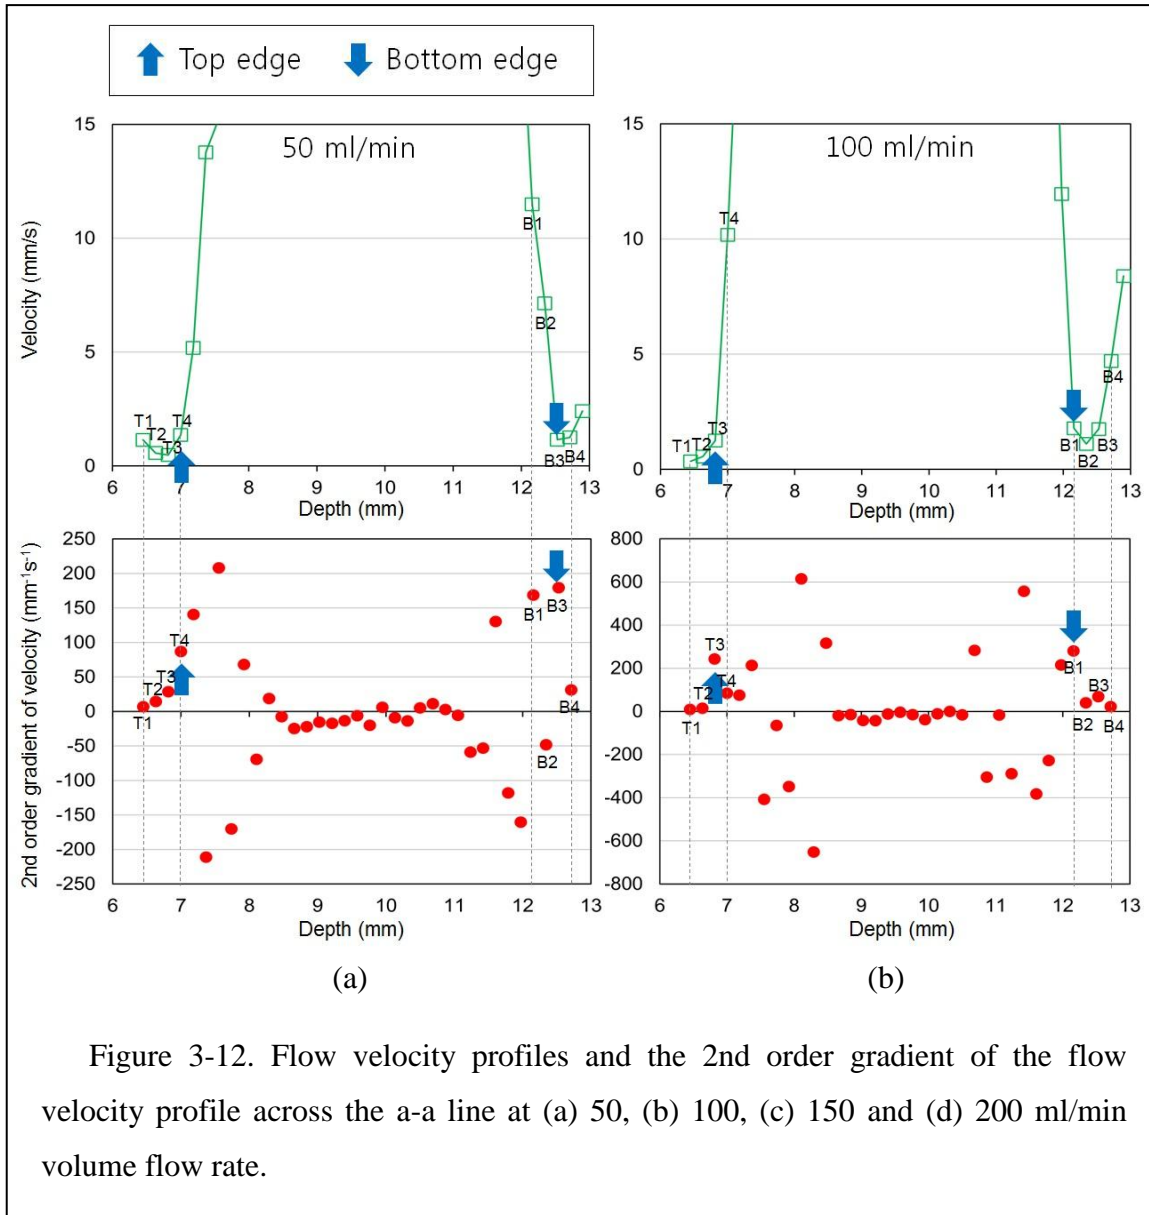 Top edge Bottom edge
50 ml/min
15
10
5
0
Velocity (mm/s)
T1
T2
T3
T4
B1
B2
B3
B4
6 7 8 9 10 11 12 13
Depth (mm)
100 ml/min
15
10
5
0
Velocity (mm/s)
T1
T2
T3
T4
B1
B2
B3
B4
6 7 8 9 10 11 12 13
Depth (mm)
250
200
150
100
50
0
-50
-100
-150
-200
-250
2nd order gradient of velocity (mm-1s-1)
T1
T2
T3
T4
B1
B2
B3
B4
6 7 8 9 10 11 12 13
Depth (mm)
(a)
800
600
400
200
0
-200
-400
-600
-800
T1
T2
T3
T4
B1
B2
B3
B4
6 7 8 9 10 11 12 13
Depth (mm)
(b)
Figure 3-12. Flow velocity profiles and the 2nd order gradient of the flow
velocity profile across the a-a line at (a) 50, (b) 100, (c) 150 and (d) 200 ml/min
volume flow rate.